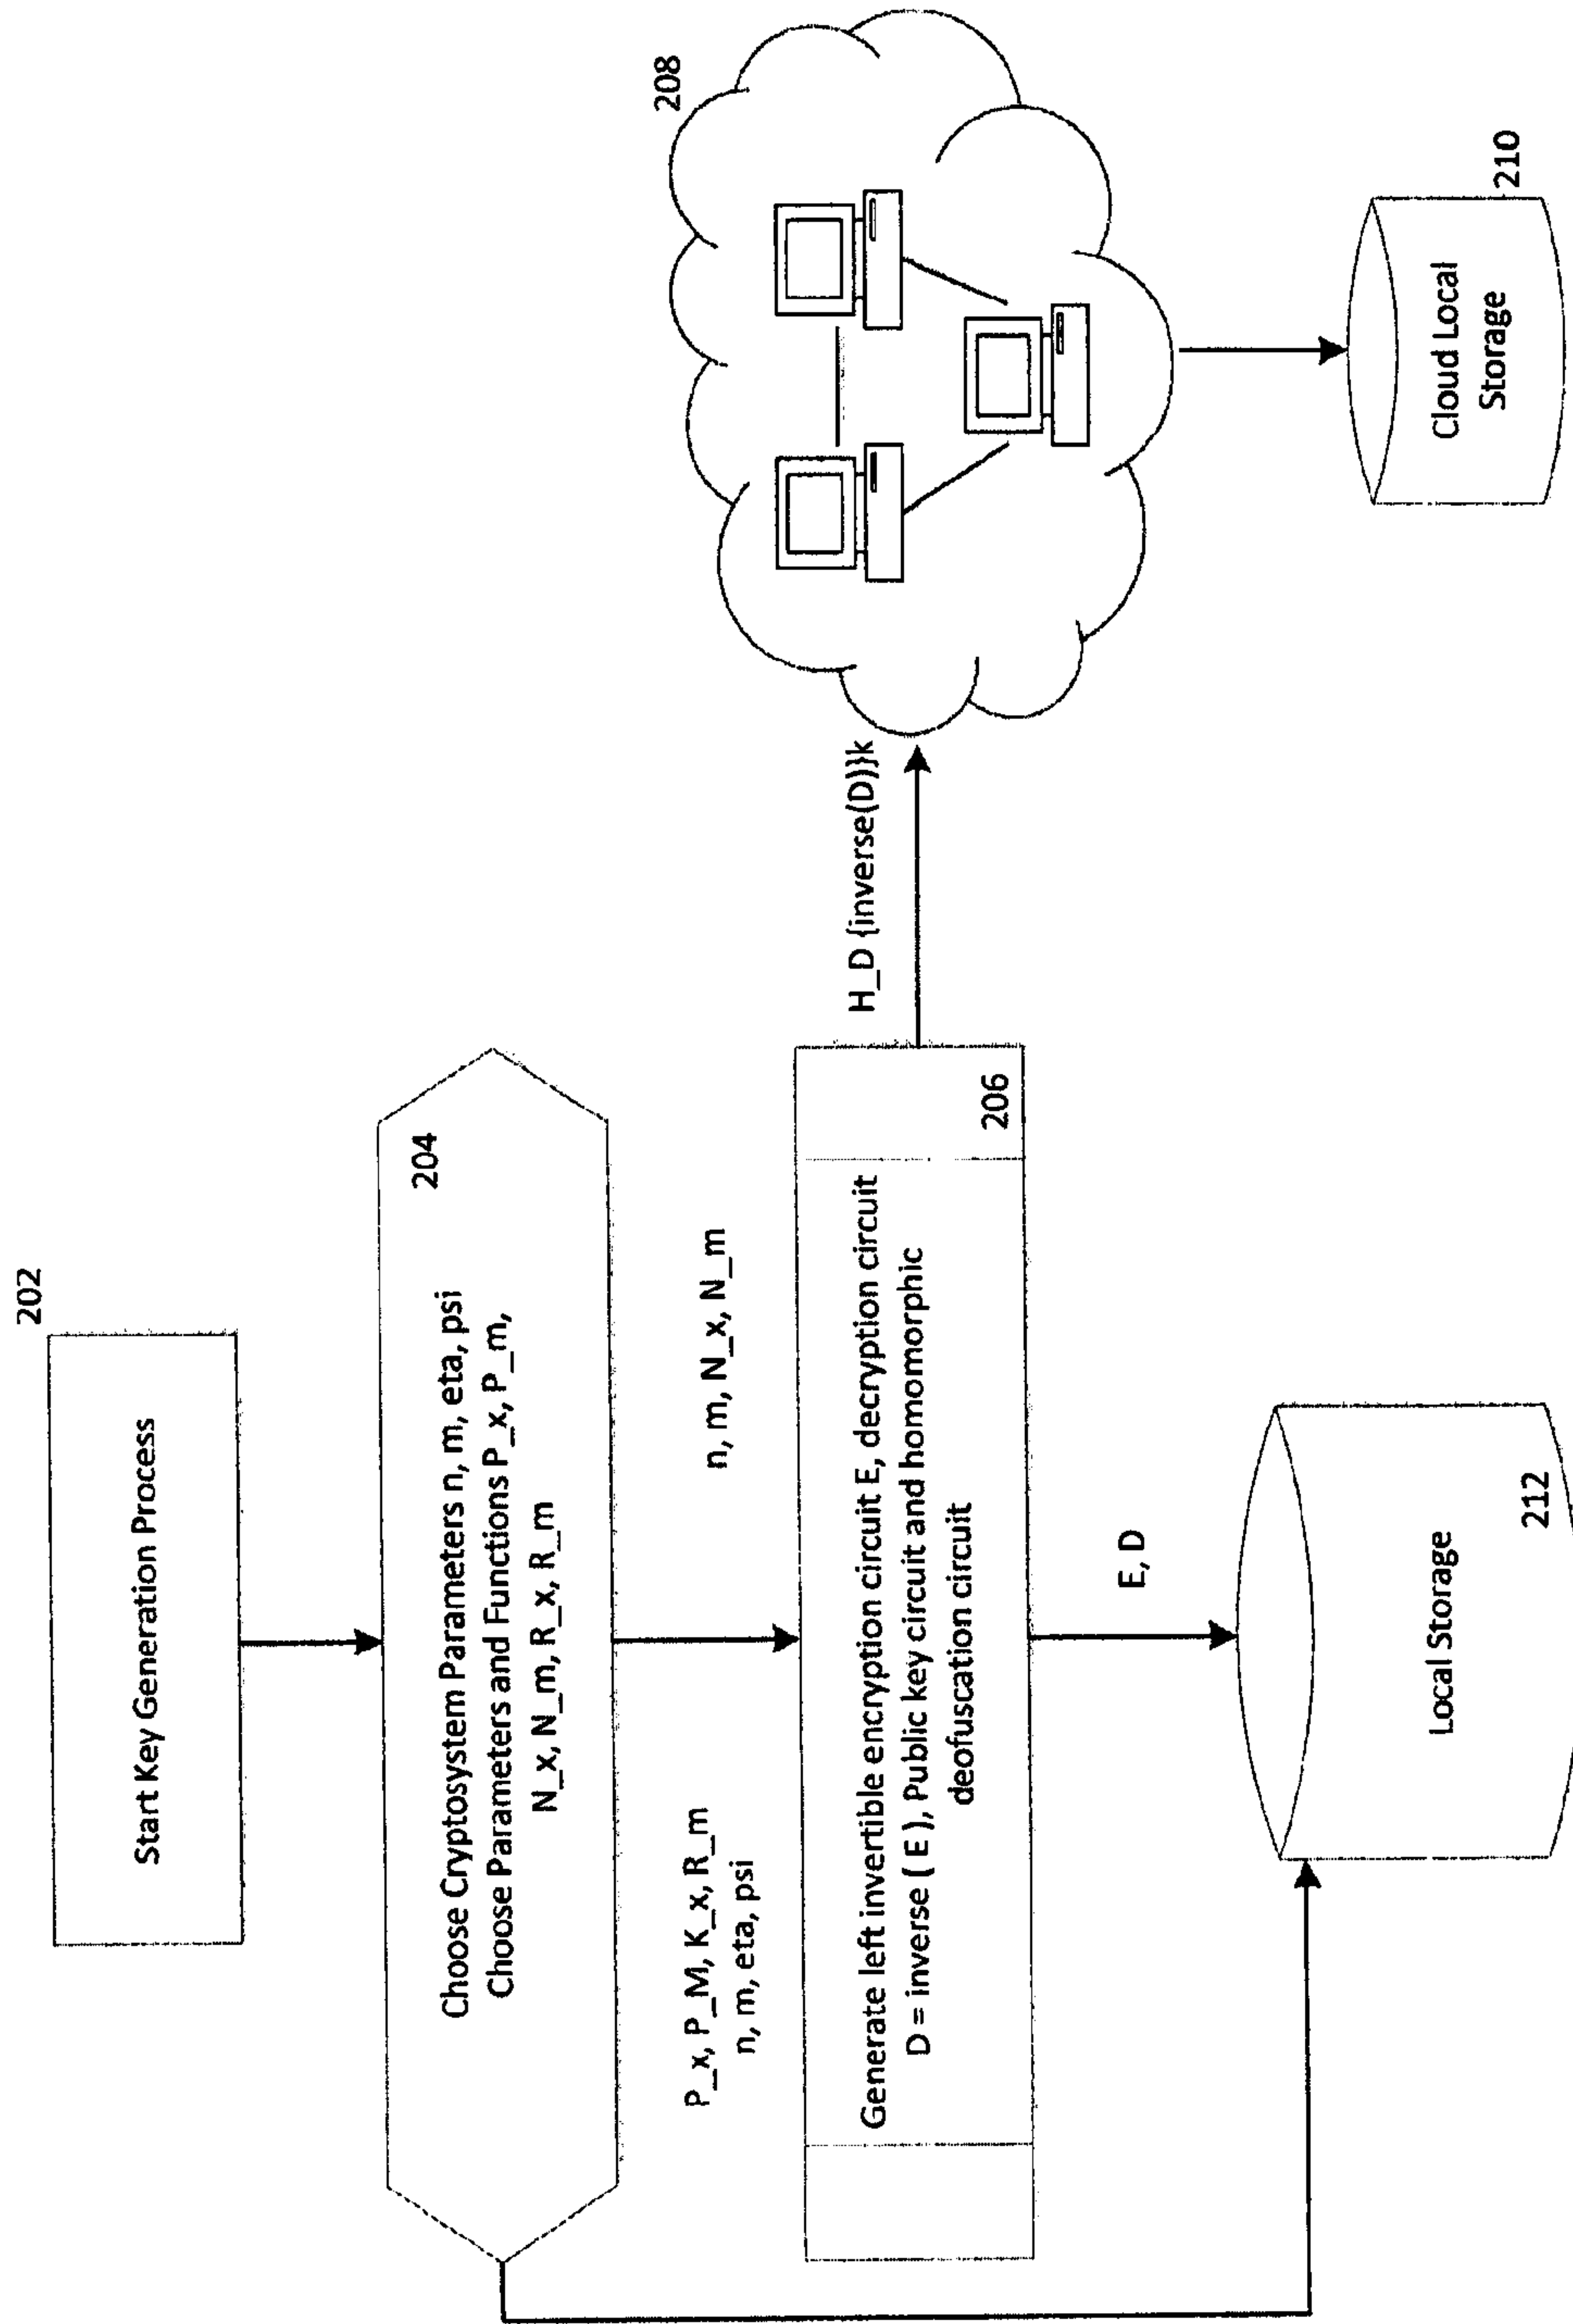 202
Start Key Generation Process
204
Choose Cryptosystem Parameters n, m, eta, psi
Choose Parameters and Functions P_x, P_m,
N_x, N_m, R_x, R_m
P_x, P_M, K_x, R_m
n, m, eta, psi
n, m, N_x, N_m
Generate left invertible encryption circuit E, decryption circuit
D = inverse ( E ), Public key circuit and homomorphic
deofuscation circuit
206
H_D {inverse(D)}k
208
E, D
Local Storage
212
Cloud Local
Storage
210